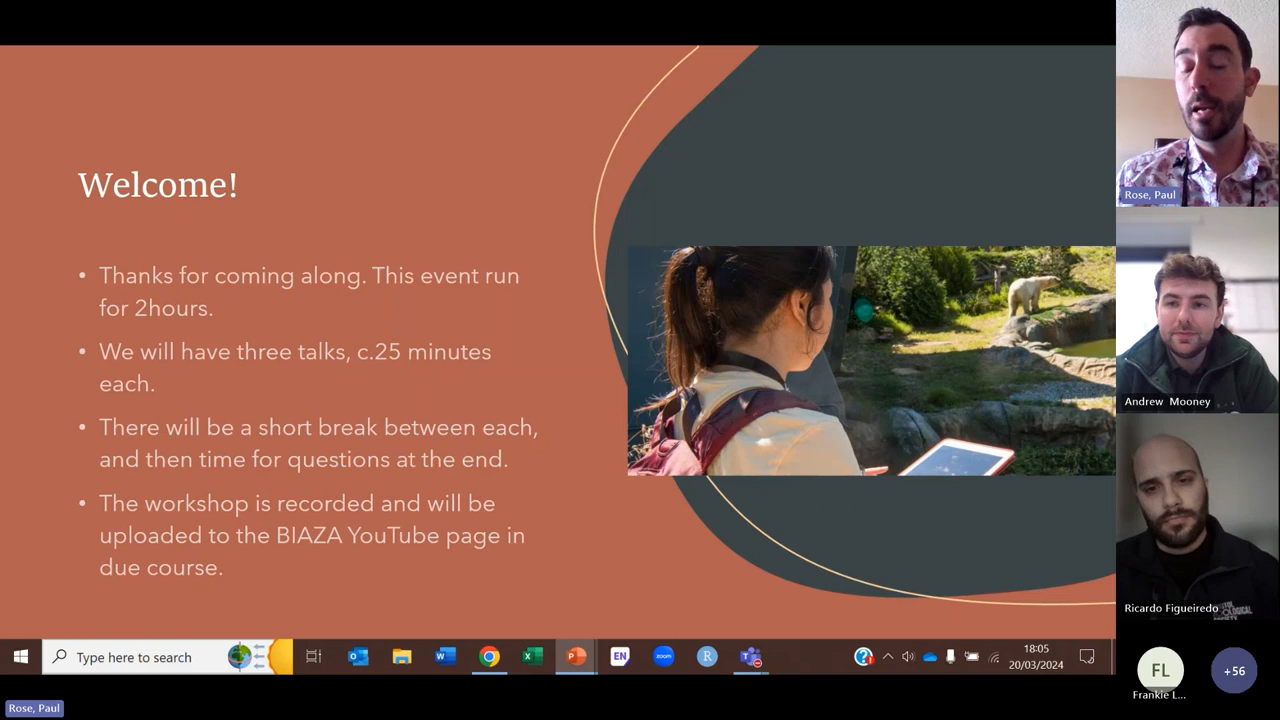 Welcome!
• Thanks for coming along. This event run
for 2hours.
• We will have three talks, c.25 minutes
each.
• There will be a short break between each,
and then time for questions at the end.
• The workshop is recorded and will be
uploaded to the BIAZA YouTube page in
due course.
Rose, Paul
Andrew Mooney
Ricardo Figueiredo
OLOGICAL
FL
Frankie L...
+56
Type here to search
EN
zoom
R
18:05
20/03/2024
Rose, Paul